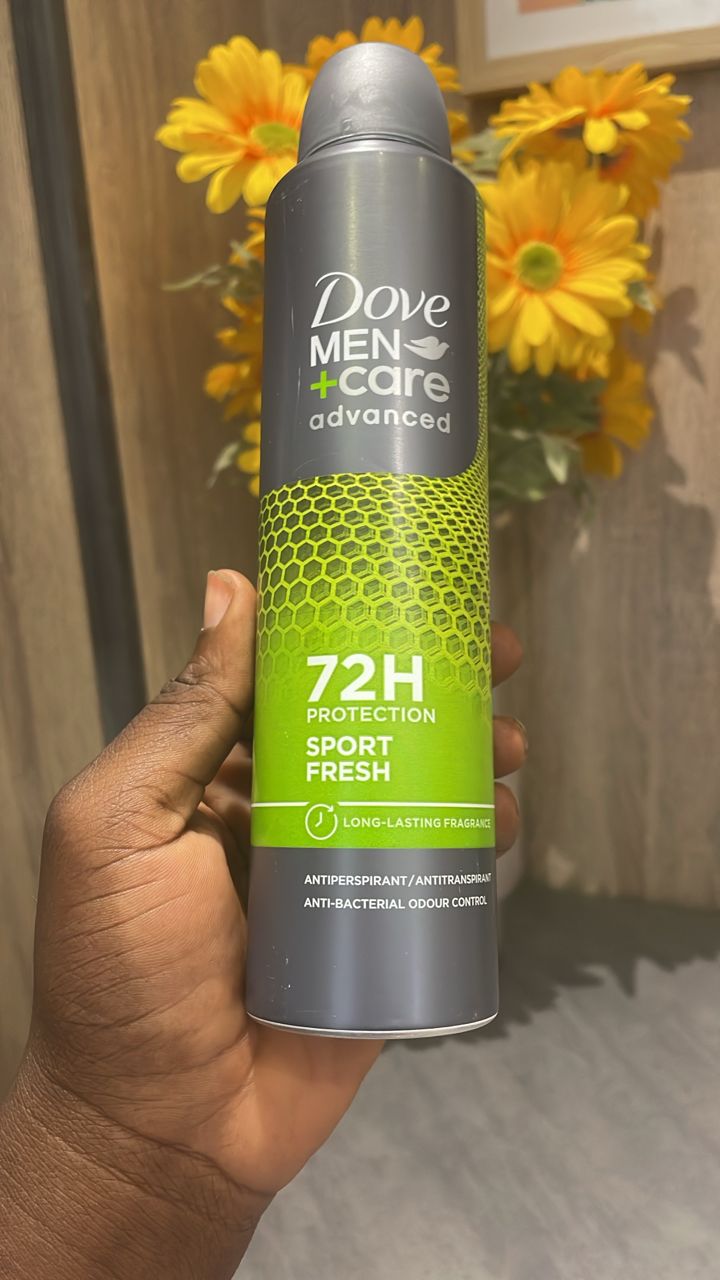 Dove
MEN
+care
advanced
72H
PROTECTION
SPORT
FRESH
LONG-LASTING FRAGRANCE
ANTIPERSPIRANT/ANTITRANSPIRANT
ANTI-BACTERIAL ODOUR CONTROL